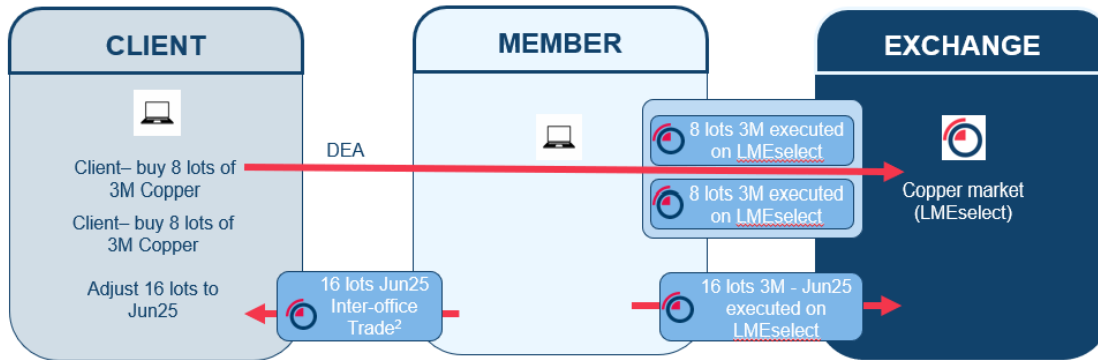 CLIENT
MEMBER
EXCHANGE
DEA
8 lots 3M executed
on LMEselect
Client– buy 8 lots of
3M Copper
8 lots 3M executed
on LMEselect
Copper market
(LMEselect)
Client– buy 8 lots of
3M Copper
Adjust 16 lots to
Jun25
16 lots Jun25
Inter-office
Trade²
16 lots 3M - Jun25
executed on
LMEselect